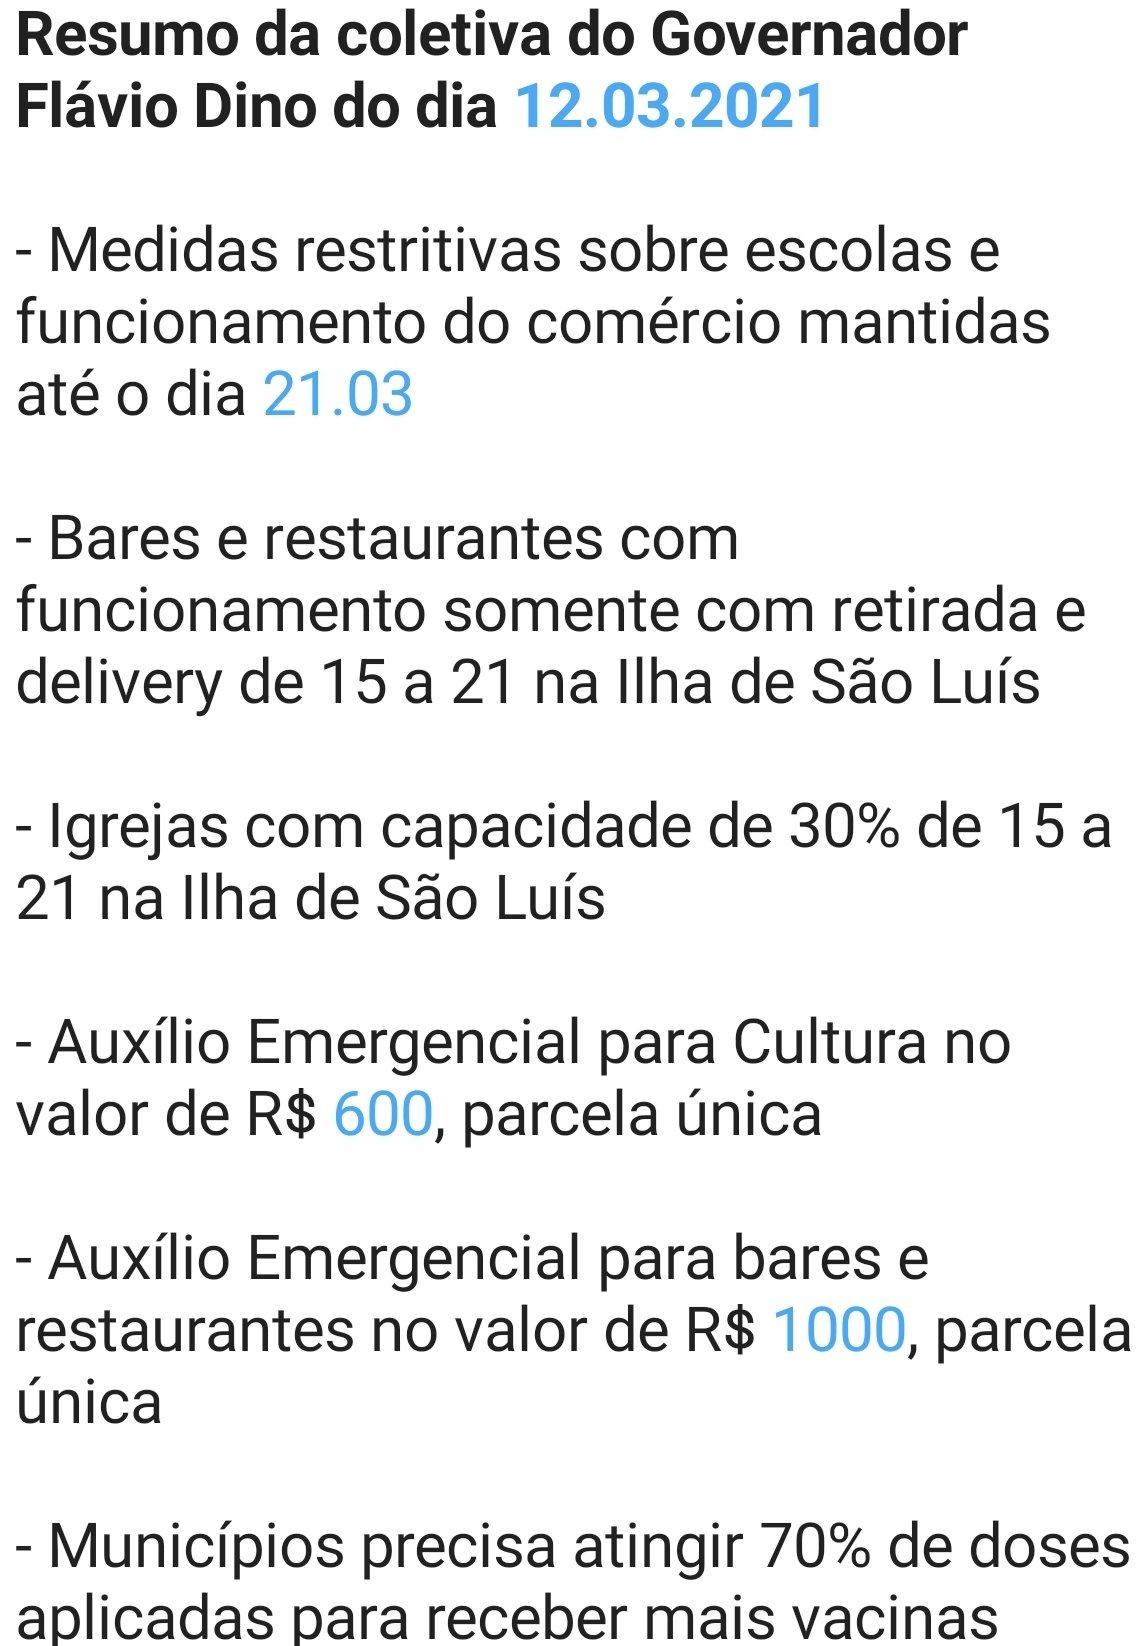 Resumo da coletiva do Governador
Flávio Dino do dia 12.03.2021
- Medidas restritivas sobre escolas e
funcionamento do comércio mantidas
até o dia 21.03
- Bares e restaurantes com
funcionamento somente com retirada e
delivery de 15 a 21 na Ilha de São Luís
- Igrejas com capacidade de 30% de 15 a
21 na Ilha de São Luís
- Auxílio Emergencial para Cultura no
valor de R$ 600, parcela única
- Auxílio Emergencial para bares e
restaurantes no valor de R$ 1000, parcela
única
- Municípios precisa atingir 70% de doses
aplicadas para receber mais vacinas